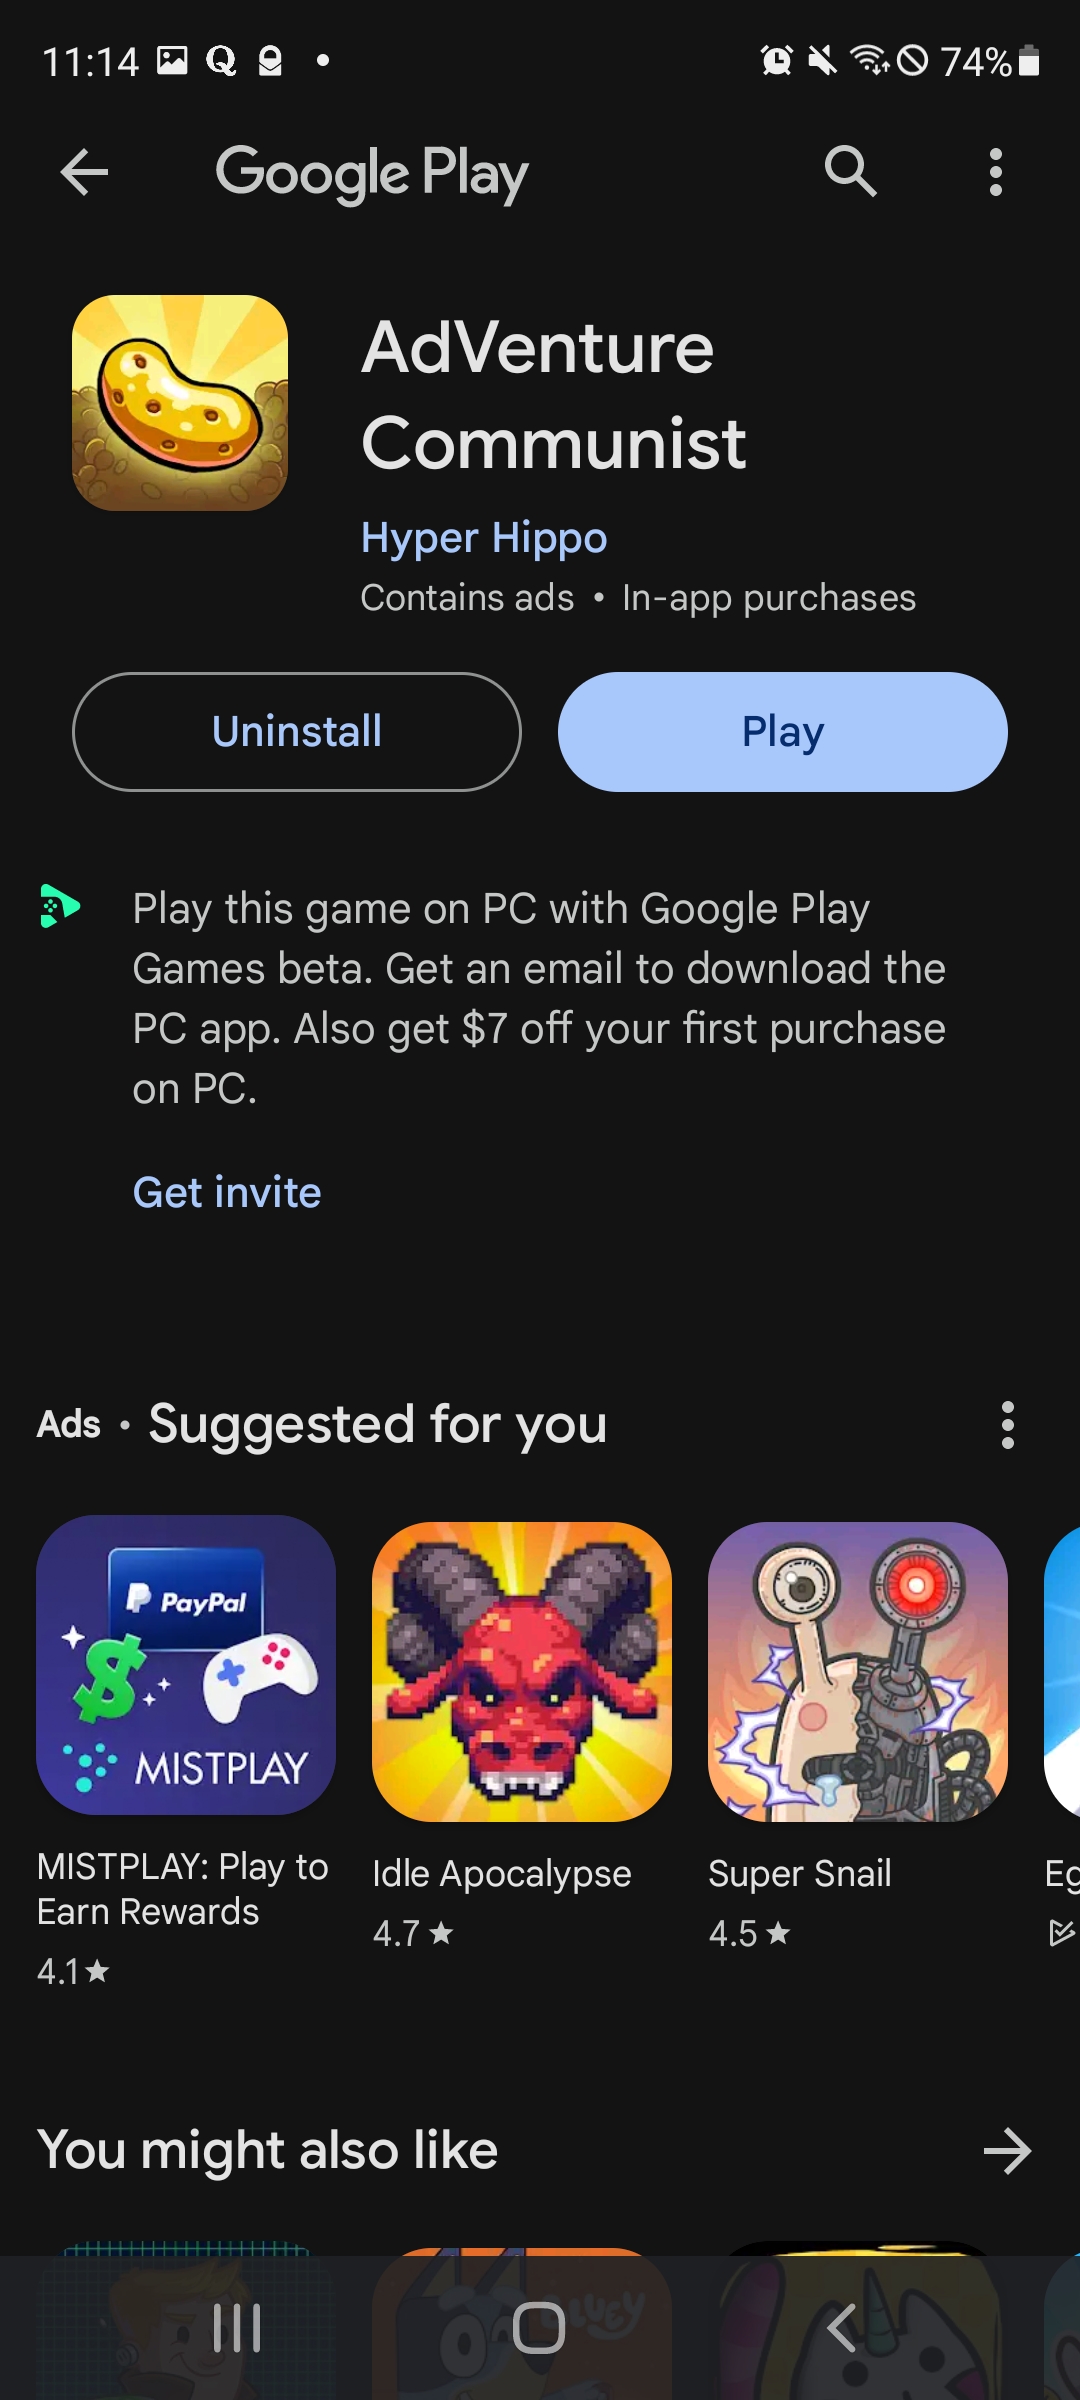 11:14
74%
Google Play
AdVenture
Communist
Hyper Hippo
Contains ads • In-app purchases
Uninstall
Play
Play this game on PC with Google Play
Games beta. Get an email to download the
PC app. Also get $7 off your first purchase
on PC.
Get invite
Ads • Suggested for you
PayPal
MISTPLAY
MISTPLAY: Play to
Earn Rewards
4.1★
Idle Apocalypse
4.7 ★
Super Snail
4.5 ★
You might also like